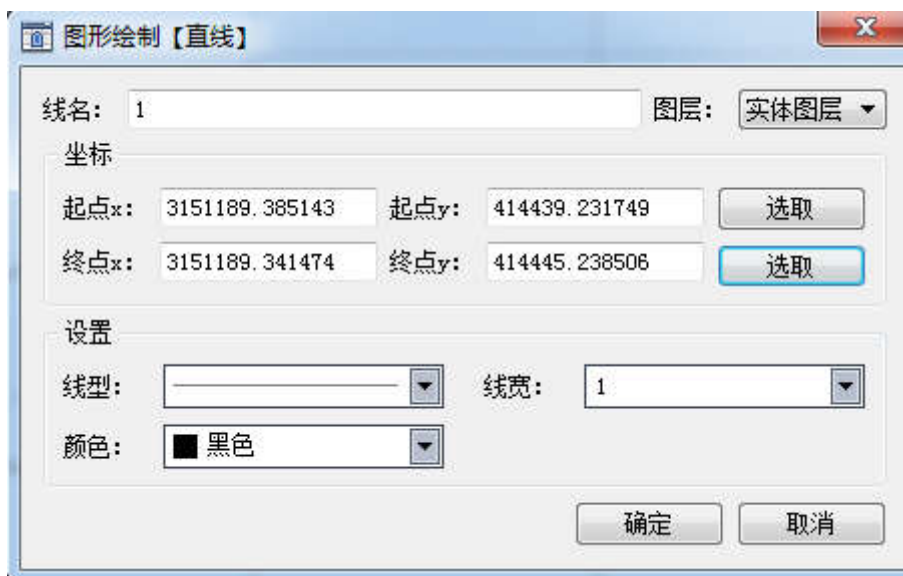 图形绘制【直线】
线名: 1 图层: 实体图层
坐标
起点x: 3151189.385143 起点y: 414439.231749 选取
终点x: 3151189.341474 终点y: 414445.238506 选取
设置
线型: 线宽: 1
颜色: 黑色
确定 取消